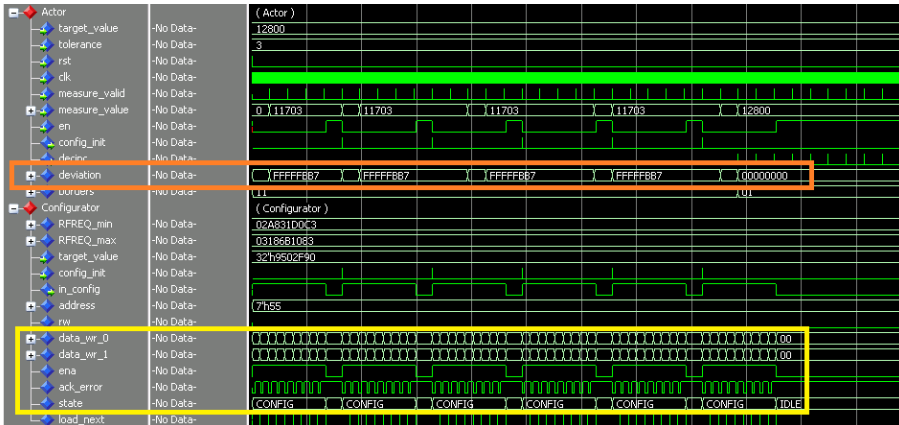 Actor ( Actor )
target_value -No Data- 12800
tolerance -No Data- 3
rst -No Data-
clk -No Data-
measure_valid -No Data-
measure_value -No Data- 0 11703 11703 11703 11703 12800
en -No Data-
config_init -No Data-
decinc -No Data-
deviation -No Data- FFFFFBB7 FFFFFBB7 FFFFFBB7 FFFFFBB7 00000000
borders -No Data- 11 01
Configurator ( Configurator )
RFREQ_min -No Data- 02A831D0C3
RFREQ_max -No Data- 03186B1083
target_value -No Data- 32'h9502F90
config_init -No Data-
in_config -No Data-
address -No Data- 7'h55
rw -No Data-
data_wr_0 -No Data- 00
data_wr_1 -No Data- 00
ena -No Data-
ack_error -No Data-
state -No Data- CONFIG CONFIG CONFIG CONFIG CONFIG CONFIG IDLE
load_next -No Data-